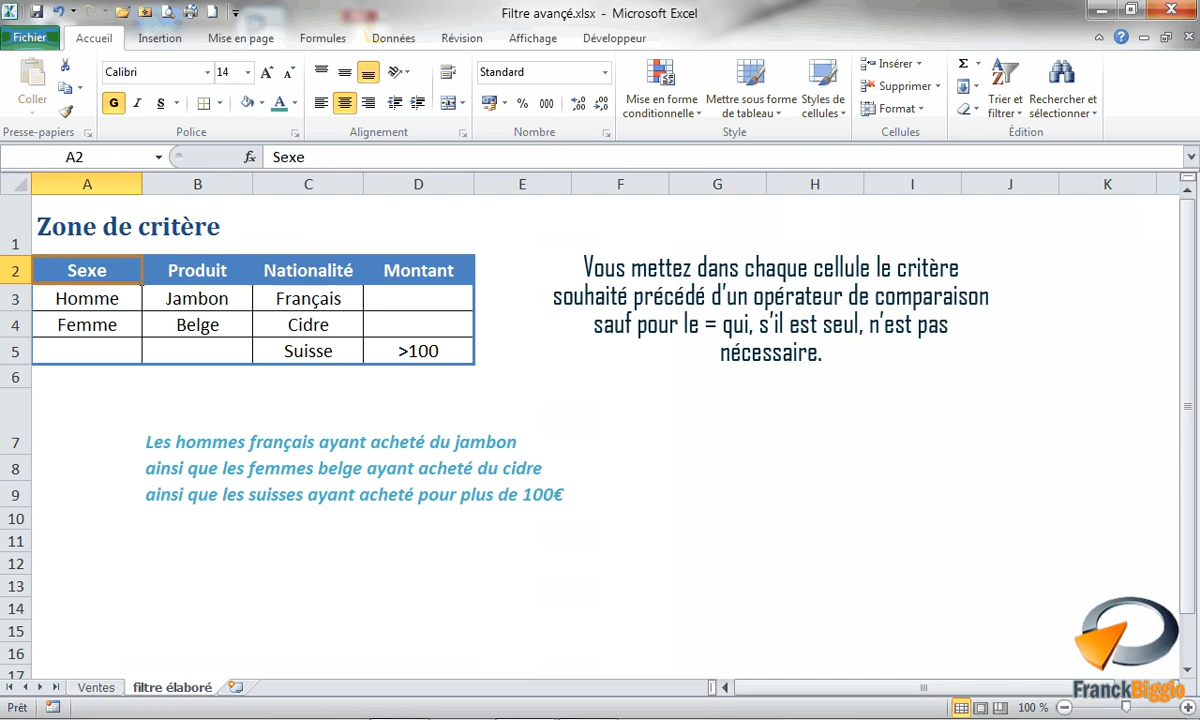 Filtre avançé.xlsx - Microsoft Excel
Fichier Accueil Insertion Mise en page Formules Données Révision Affichage Développeur
Coller
Calibri 14
G I S
Standard
% 000
Mise en forme conditionnelle
Mettre sous forme de tableau
Styles de cellules
Insérer
Supprimer
Format
Σ
Trier et filtrer
Rechercher et sélectionner
Presse-papiers Police Alignement Nombre Style Cellules Édition
A2 fx Sexe
A B C D E F G H I J K
1 Zone de critère
2 Sexe Produit Nationalité Montant
3 Homme Jambon Français
4 Femme Belge Cidre
5 Suisse >100
Vous mettez dans chaque cellule le critère
souhaité précédé d'un opérateur de comparaison
sauf pour le = qui, s'il est seul, n'est pas
nécessaire.
6
7 Les hommes français ayant acheté du jambon
8 ainsi que les femmes belge ayant acheté du cidre
9 ainsi que les suisses ayant acheté pour plus de 100€
10
11
12
13
14
15
16
17
FranckBiggio
Ventes filtre élaboré
Prêt 100 %